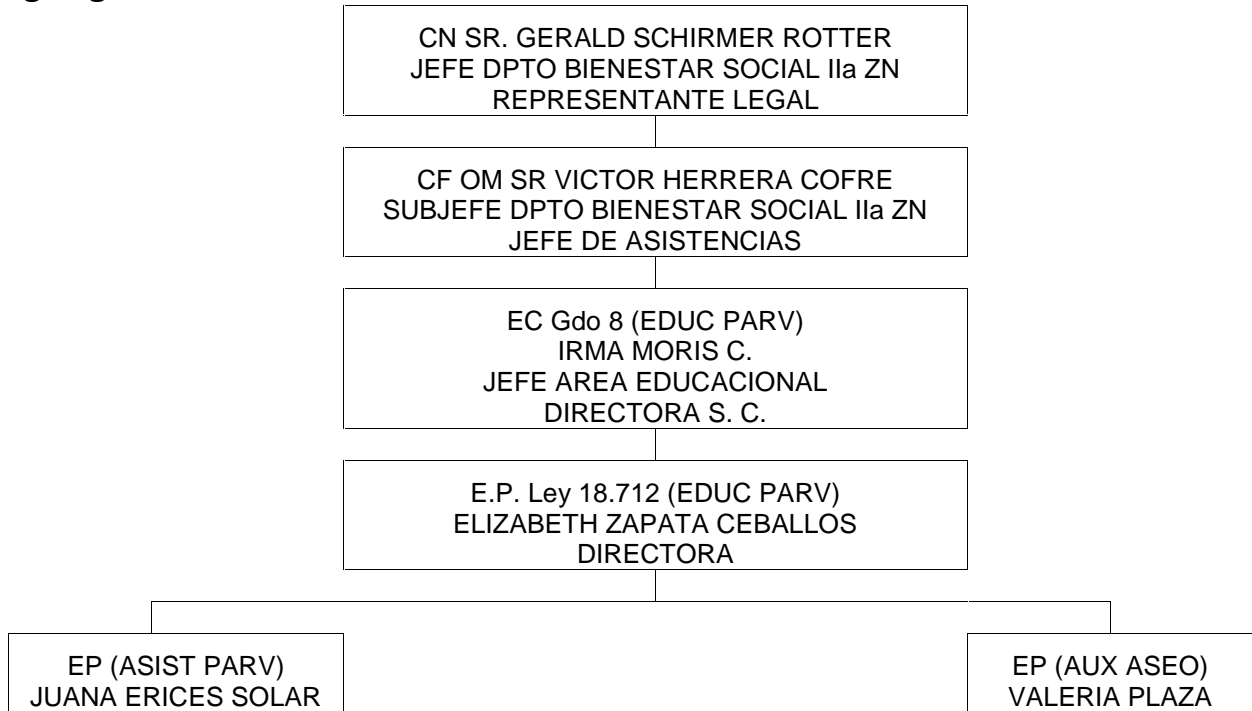 CN SR. GERALD SCHIRMER ROTTER
JEFE DPTO BIENESTAR SOCIAL IIa ZN
REPRESENTANTE LEGAL
CF OM SR VICTOR HERRERA COFRE
SUBJEFE DPTO BIENESTAR SOCIAL IIa ZN
JEFE DE ASISTENCIAS
EC Gdo 8 (EDUC PARV)
IRMA MORIS C.
JEFE AREA EDUCACIONAL
DIRECTORA S. C.
E.P. Ley 18.712 (EDUC PARV)
ELIZABETH ZAPATA CEBALLOS
DIRECTORA
EP (ASIST PARV)
JUANA ERICES SOLAR
EP (AUX ASEO)
VALERIA PLAZA